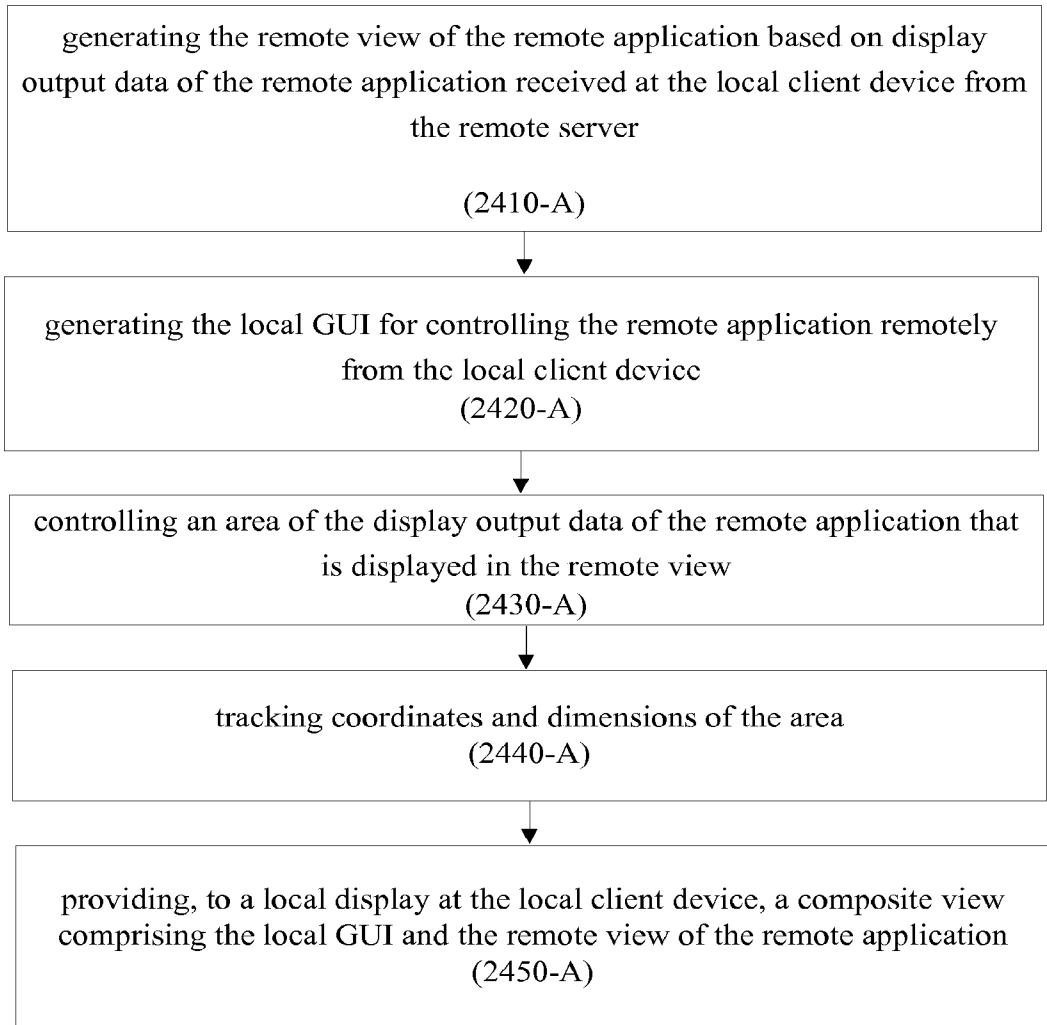 generating the remote view of the remote application based on display
output data of the remote application received at the local client device from
the remote server
(2410-A)
generating the local GUI for controlling the remote application remotely
from the local client device
(2420-A)
controlling an area of the display output data of the remote application that
is displayed in the remote view
(2430-A)
tracking coordinates and dimensions of the area
(2440-A)
providing, to a local display at the local client device, a composite view
comprising the local GUI and the remote view of the remote application
(2450-A)